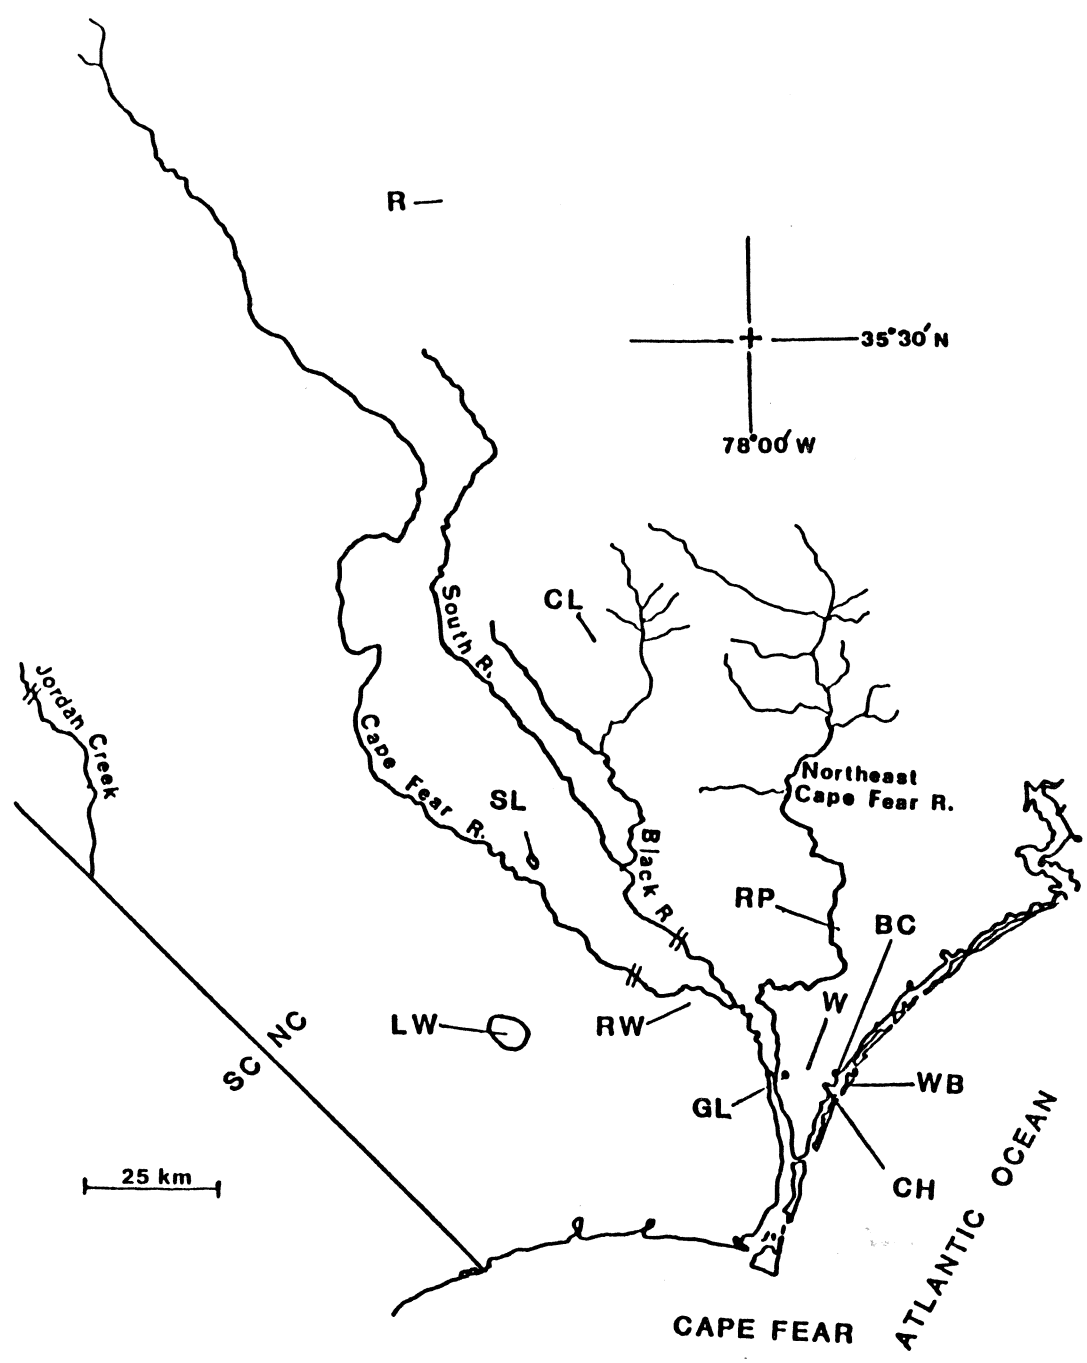 R
35°30′N
78°00′W
CL
South R.
Jordan Creek
Cape Fear R.
Northeast
Cape Fear R.
SL
Black R
RP
BC
W
LW
RW
NC
SC
WB
GL
25 km
CH
ATLANTIC OCEAN
CAPE FEAR